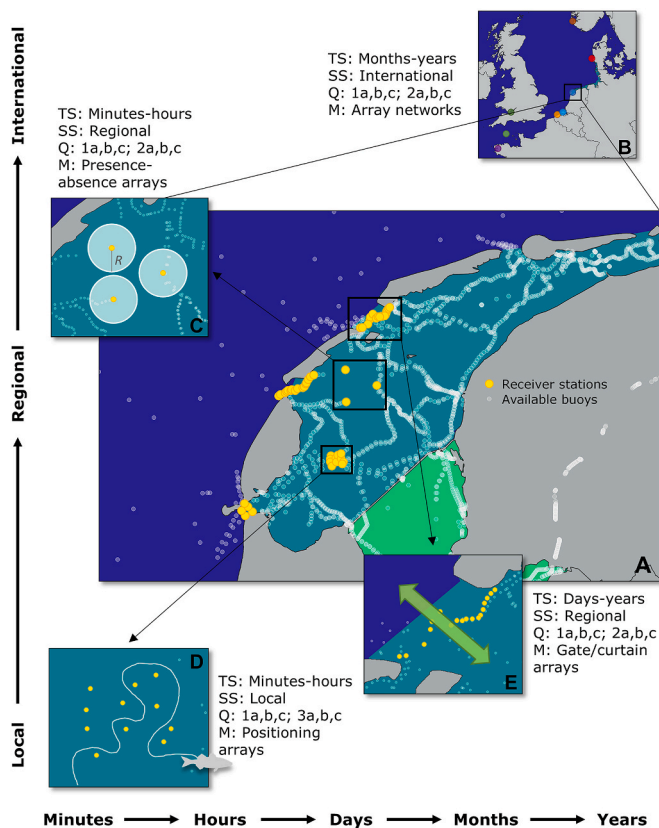 TS: Months-years
SS: International
Q: 1a,b,c; 2a,b,c
M: Array networks
B
TS: Minutes-hours
SS: Regional
Q: 1a,b,c; 2a,b,c
M: Presence-
absence arrays
R
C
Receiver stations
Available buoys
A
TS: Days-years
SS: Regional
Q: 1a,b,c; 2a,b,c
M: Gate/curtain
arrays
E
D
TS: Minutes-hours
SS: Local
Q: 1a,b,c; 3a,b,c
M: Positioning
arrays
International
Regional
Local
Minutes
Hours
Days
Months
Years